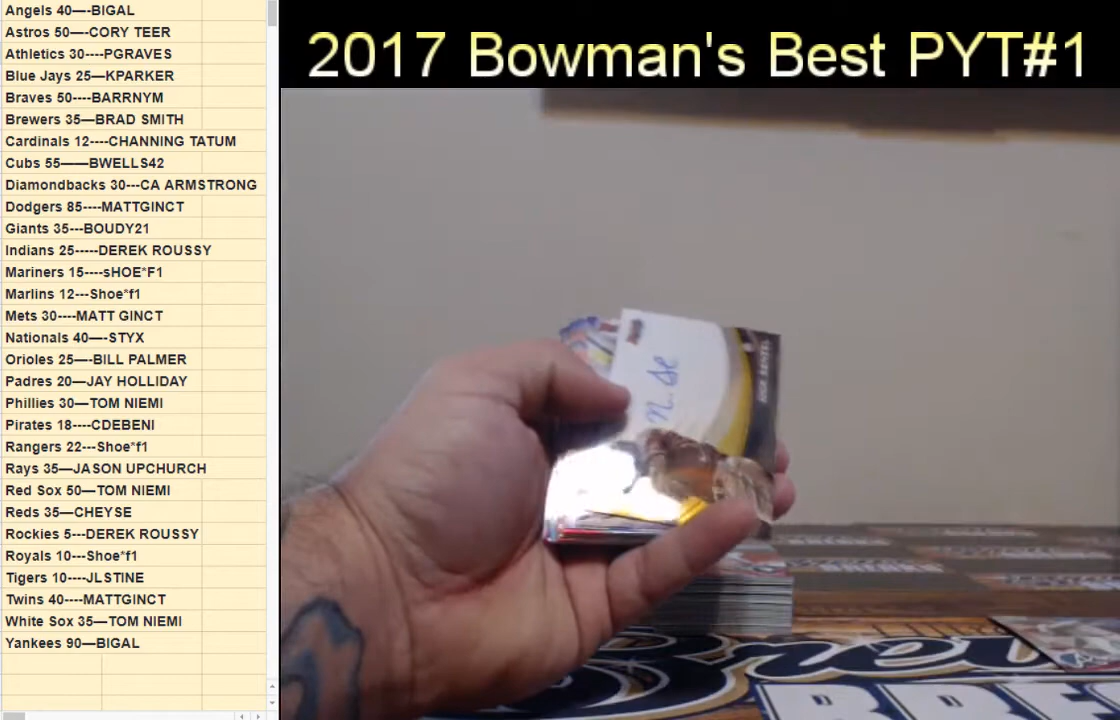 Angels 40—-BIGAL
Astros 50—-CORY TEER
Athletics 30----PGRAVES
Blue Jays 25—KPARKER
Braves 50----BARRNYM
Brewers 35—BRAD SMITH
Cardinals 12----CHANNING TATUM
Cubs 55——BWELLS42
Diamondbacks 30---CA ARMSTRONG
Dodgers 85----MATTGINCT
Giants 35---BOUDY21
Indians 25-----DEREK ROUSSY
Mariners 15----sHOE*F1
Marlins 12---Shoe*f1
Mets 30----MATT GINCT
Nationals 40—-STYX
Orioles 25—-BILL PALMER
Padres 20—JAY HOLLIDAY
Phillies 30—TOM NIEMI
Pirates 18----CDEBENI
Rangers 22---Shoe*f1
Rays 35—JASON UPCHURCH
Red Sox 50—TOM NIEMI
Reds 35—CHEYSE
Rockies 5---DEREK ROUSSY
Royals 10---Shoe*f1
Tigers 10----JLSTINE
Twins 40----MATTGINCT
White Sox 35—TOM NIEMI
Yankees 90—BIGAL
2017 Bowman's Best PYT#1